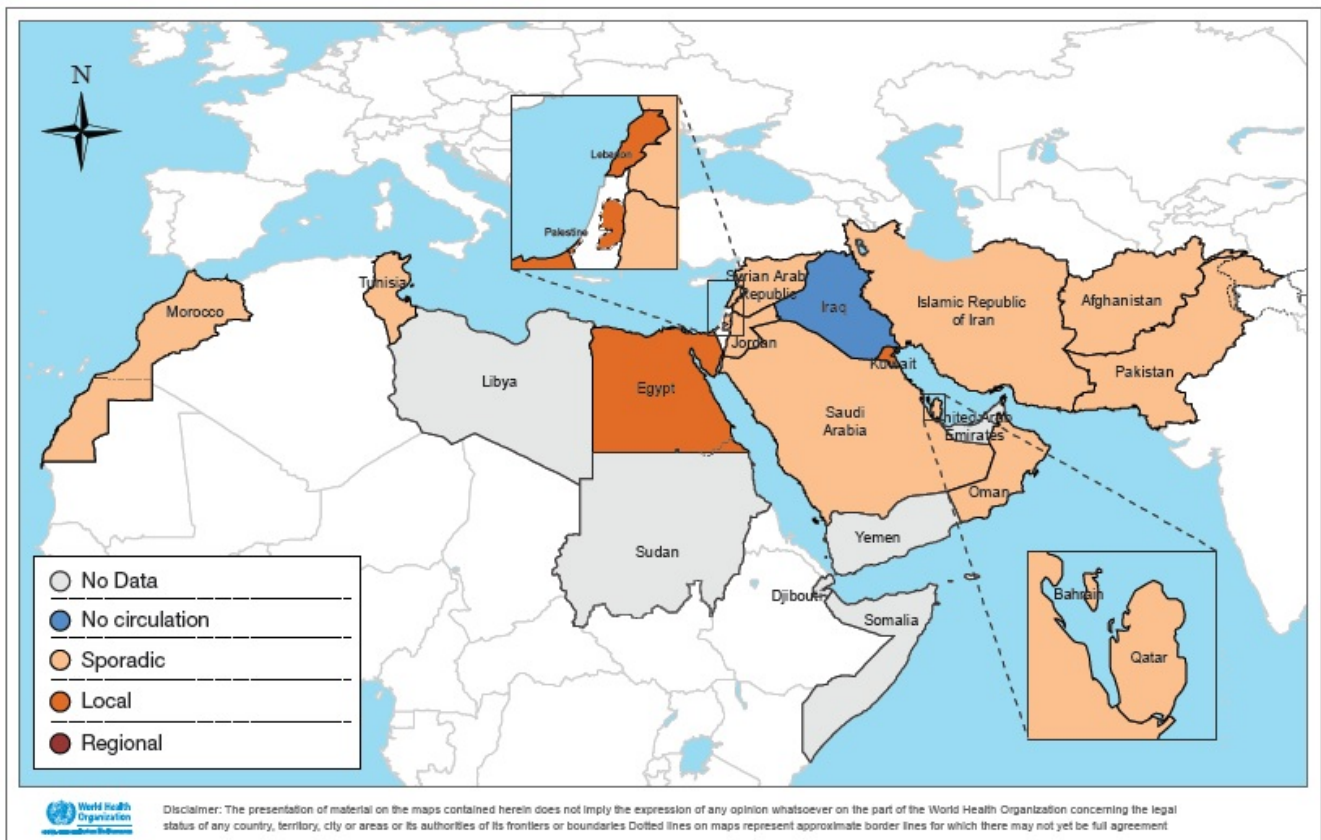 N
Lebanon
Palestine
Morocco
Tunisia
Syrian Arab
Republic
Iraq
Islamic Republic
of Iran
Afghanistan
Jordan
Kuwait
Pakistan
Libya
Egypt
Saudi
Arabia
United Arab
Emirates
Oman
Sudan
Yemen
Djibouti
Somalia
Bahrain
Qatar
No Data
No circulation
Sporadic
Local
Regional
World Health
Organization
Disclaimer: The presentation of material on the maps contained herein does not imply the expression of any opinion whatsoever on the part of the World Health Organization concerning the legal
status of any country, territory, city or areas or its authorities of its frontiers or boundaries Dotted lines on maps represent approximate border lines for which there may not yet be full agreement